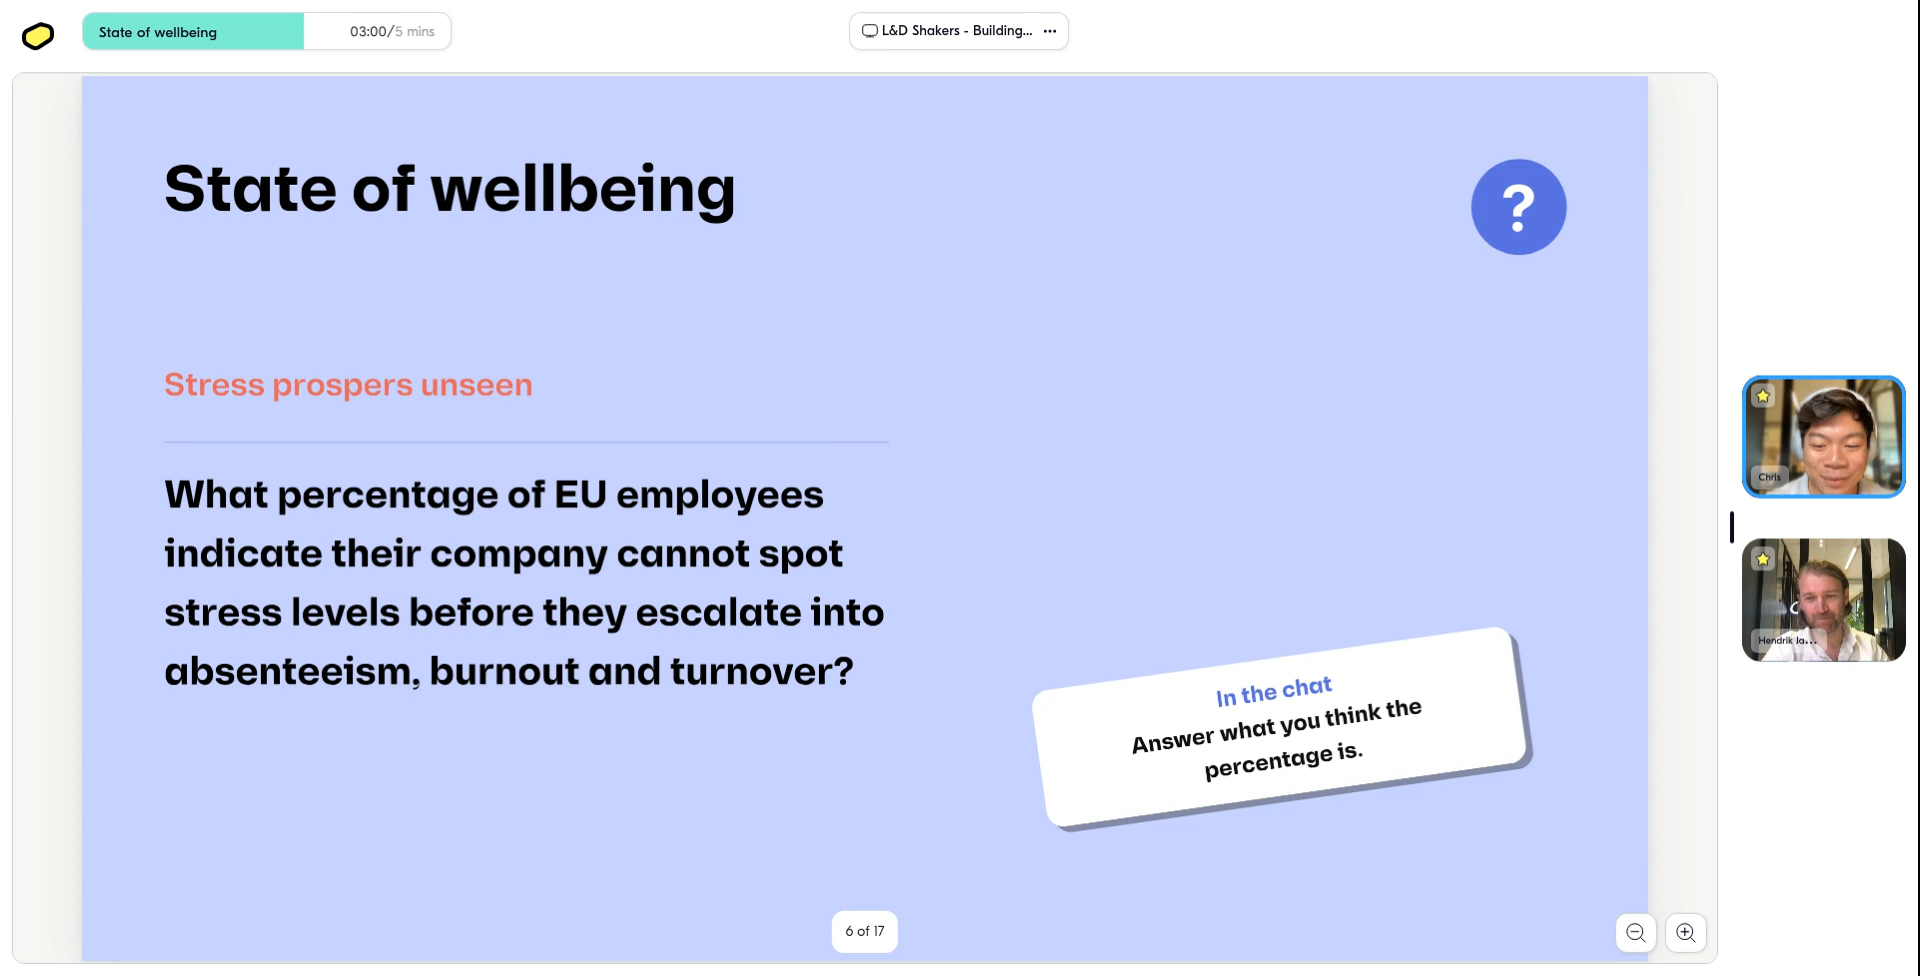 State of wellbeing
03:00/5 mins
L&D Shakers - Building...
State of wellbeing
?
Stress prospers unseen
What percentage of EU employees
indicate their company cannot spot
stress levels before they escalate into
absenteeism, burnout and turnover?
In the chat
Answer what you think the
percentage is.
Chris
Hendrik Ja...
6 of 17